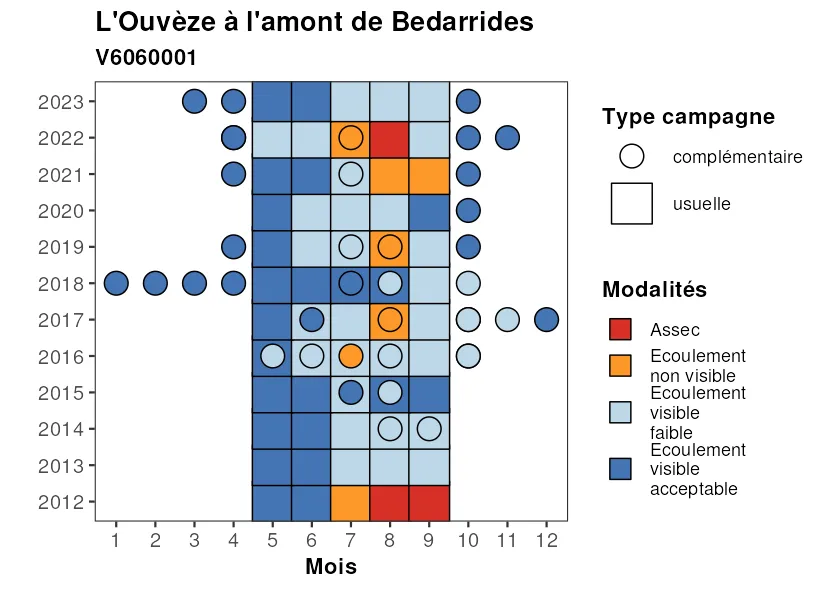 L'Ouvèze à l'amont de Bedarrides
V6060001
2023
2022
2021
2020
2019
2018
2017
2016
2015
2014
2013
2012
1 2 3 4 5 6 7 8 9 10 11 12
Mois
Type campagne
complémentaire
usuelle
Modalités
Assec
Ecoulement
non visible
Ecoulement
visible
faible
Ecoulement
visible
acceptable